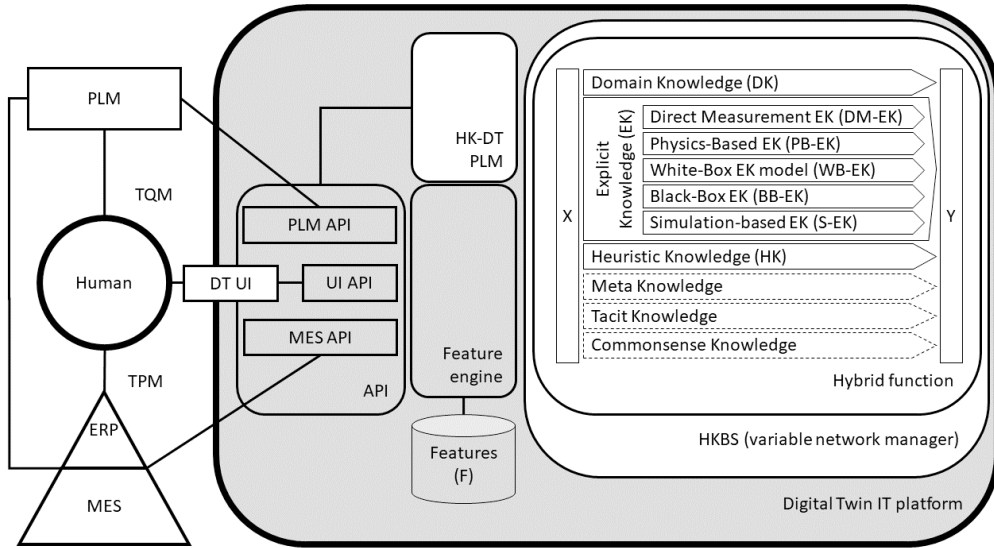 PLM
TQM
Human
TPM
ERP
MES
DT UI
PLM API
UI API
MES API
API
HK-DT
PLM
Feature
engine
Features
(F)
X
Domain Knowledge (DK)
Explicit
Knowledge (EK)
Direct Measurement EK (DM-EK)
Physics-Based EK (PB-EK)
White-Box EK model (WB-EK)
Black-Box EK (BB-EK)
Simulation-based EK (S-EK)
Heuristic Knowledge (HK)
Meta Knowledge
Tacit Knowledge
Commonsense Knowledge
Y
Hybrid function
HKBS (variable network manager)
Digital Twin IT platform